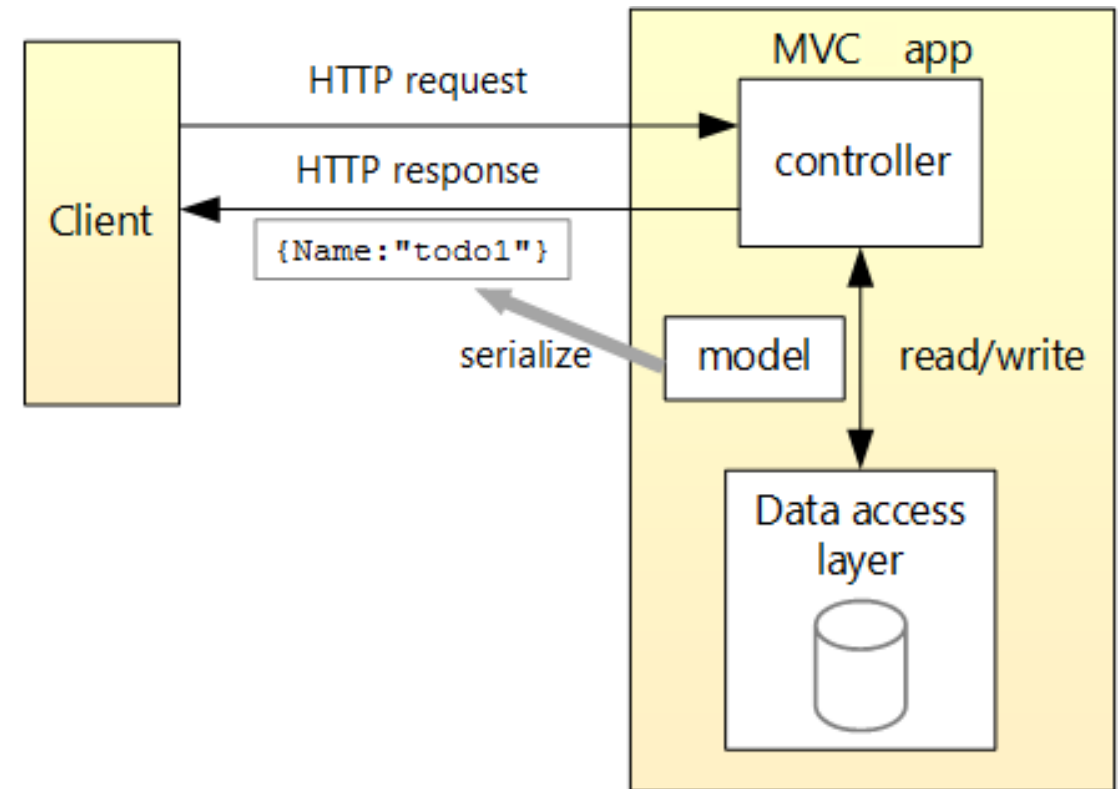 MVC app
HTTP request
controller
HTTP response
Client
{Name:"todo1"}
serialize
model
read/write
Data access
layer